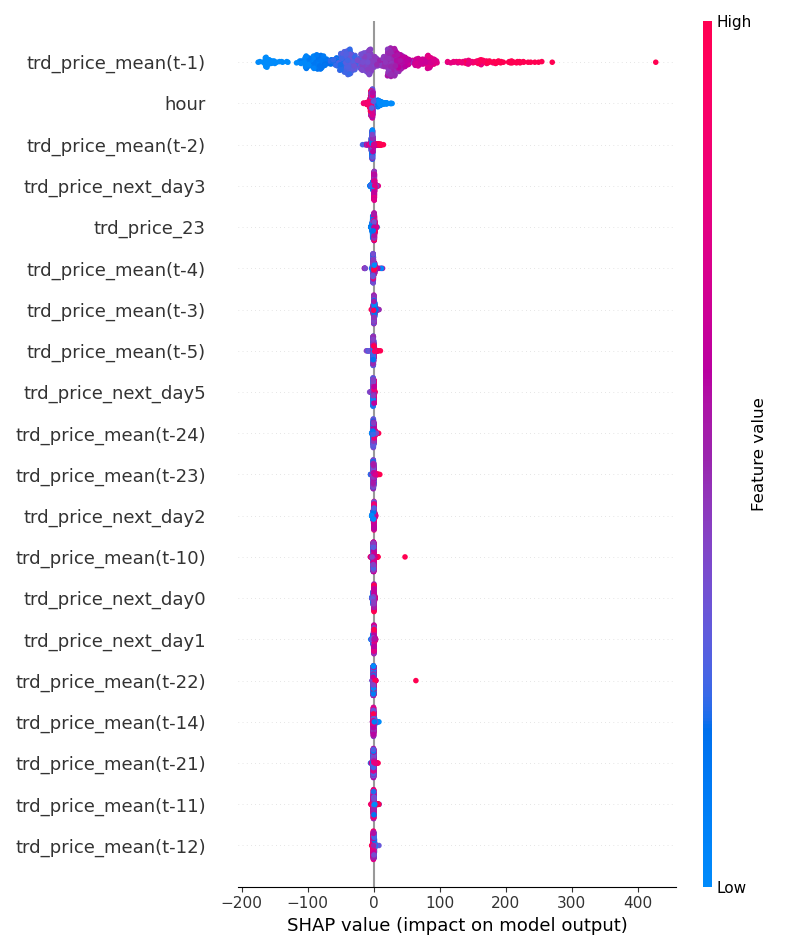 High
trd_price_mean(t-1)
hour
trd_price_mean(t-2)
trd_price_next_day3
trd_price_23
trd_price_mean(t-4)
trd_price_mean(t-3)
trd_price_mean(t-5)
trd_price_next_day5
trd_price_mean(t-24)
trd_price_mean(t-23)
trd_price_next_day2
trd_price_mean(t-10)
trd_price_next_day0
trd_price_next_day1
trd_price_mean(t-22)
trd_price_mean(t-14)
trd_price_mean(t-21)
trd_price_mean(t-11)
trd_price_mean(t-12)
Feature value
Low
−200 −100 0 100 200 300 400
SHAP value (impact on model output)